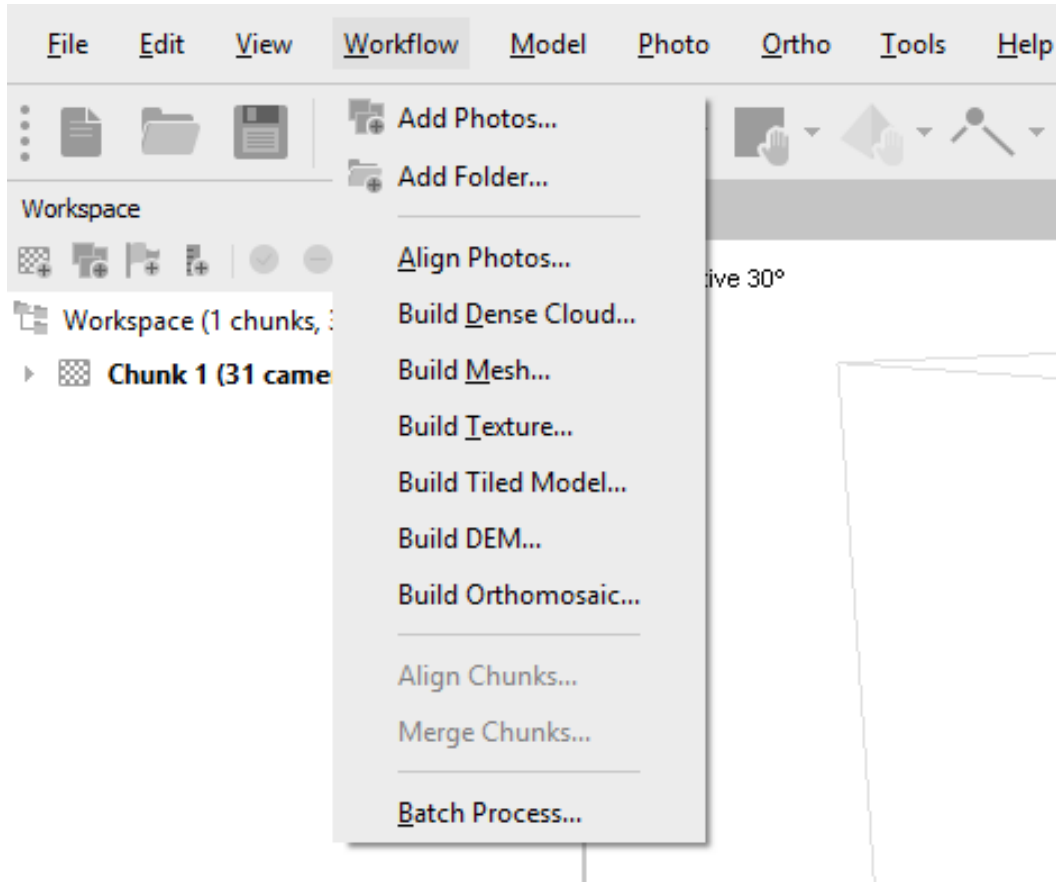 File Edit View Workflow Model Photo Ortho Tools Help
Add Photos...
Add Folder...
Workspace
Align Photos...
ive 30°
Build Dense Cloud...
Workspace (1 chunks,
Build Mesh...
Chunk 1 (31 came
Build Texture...
Build Tiled Model...
Build DEM...
Build Orthomosaic...
Align Chunks...
Merge Chunks...
Batch Process...